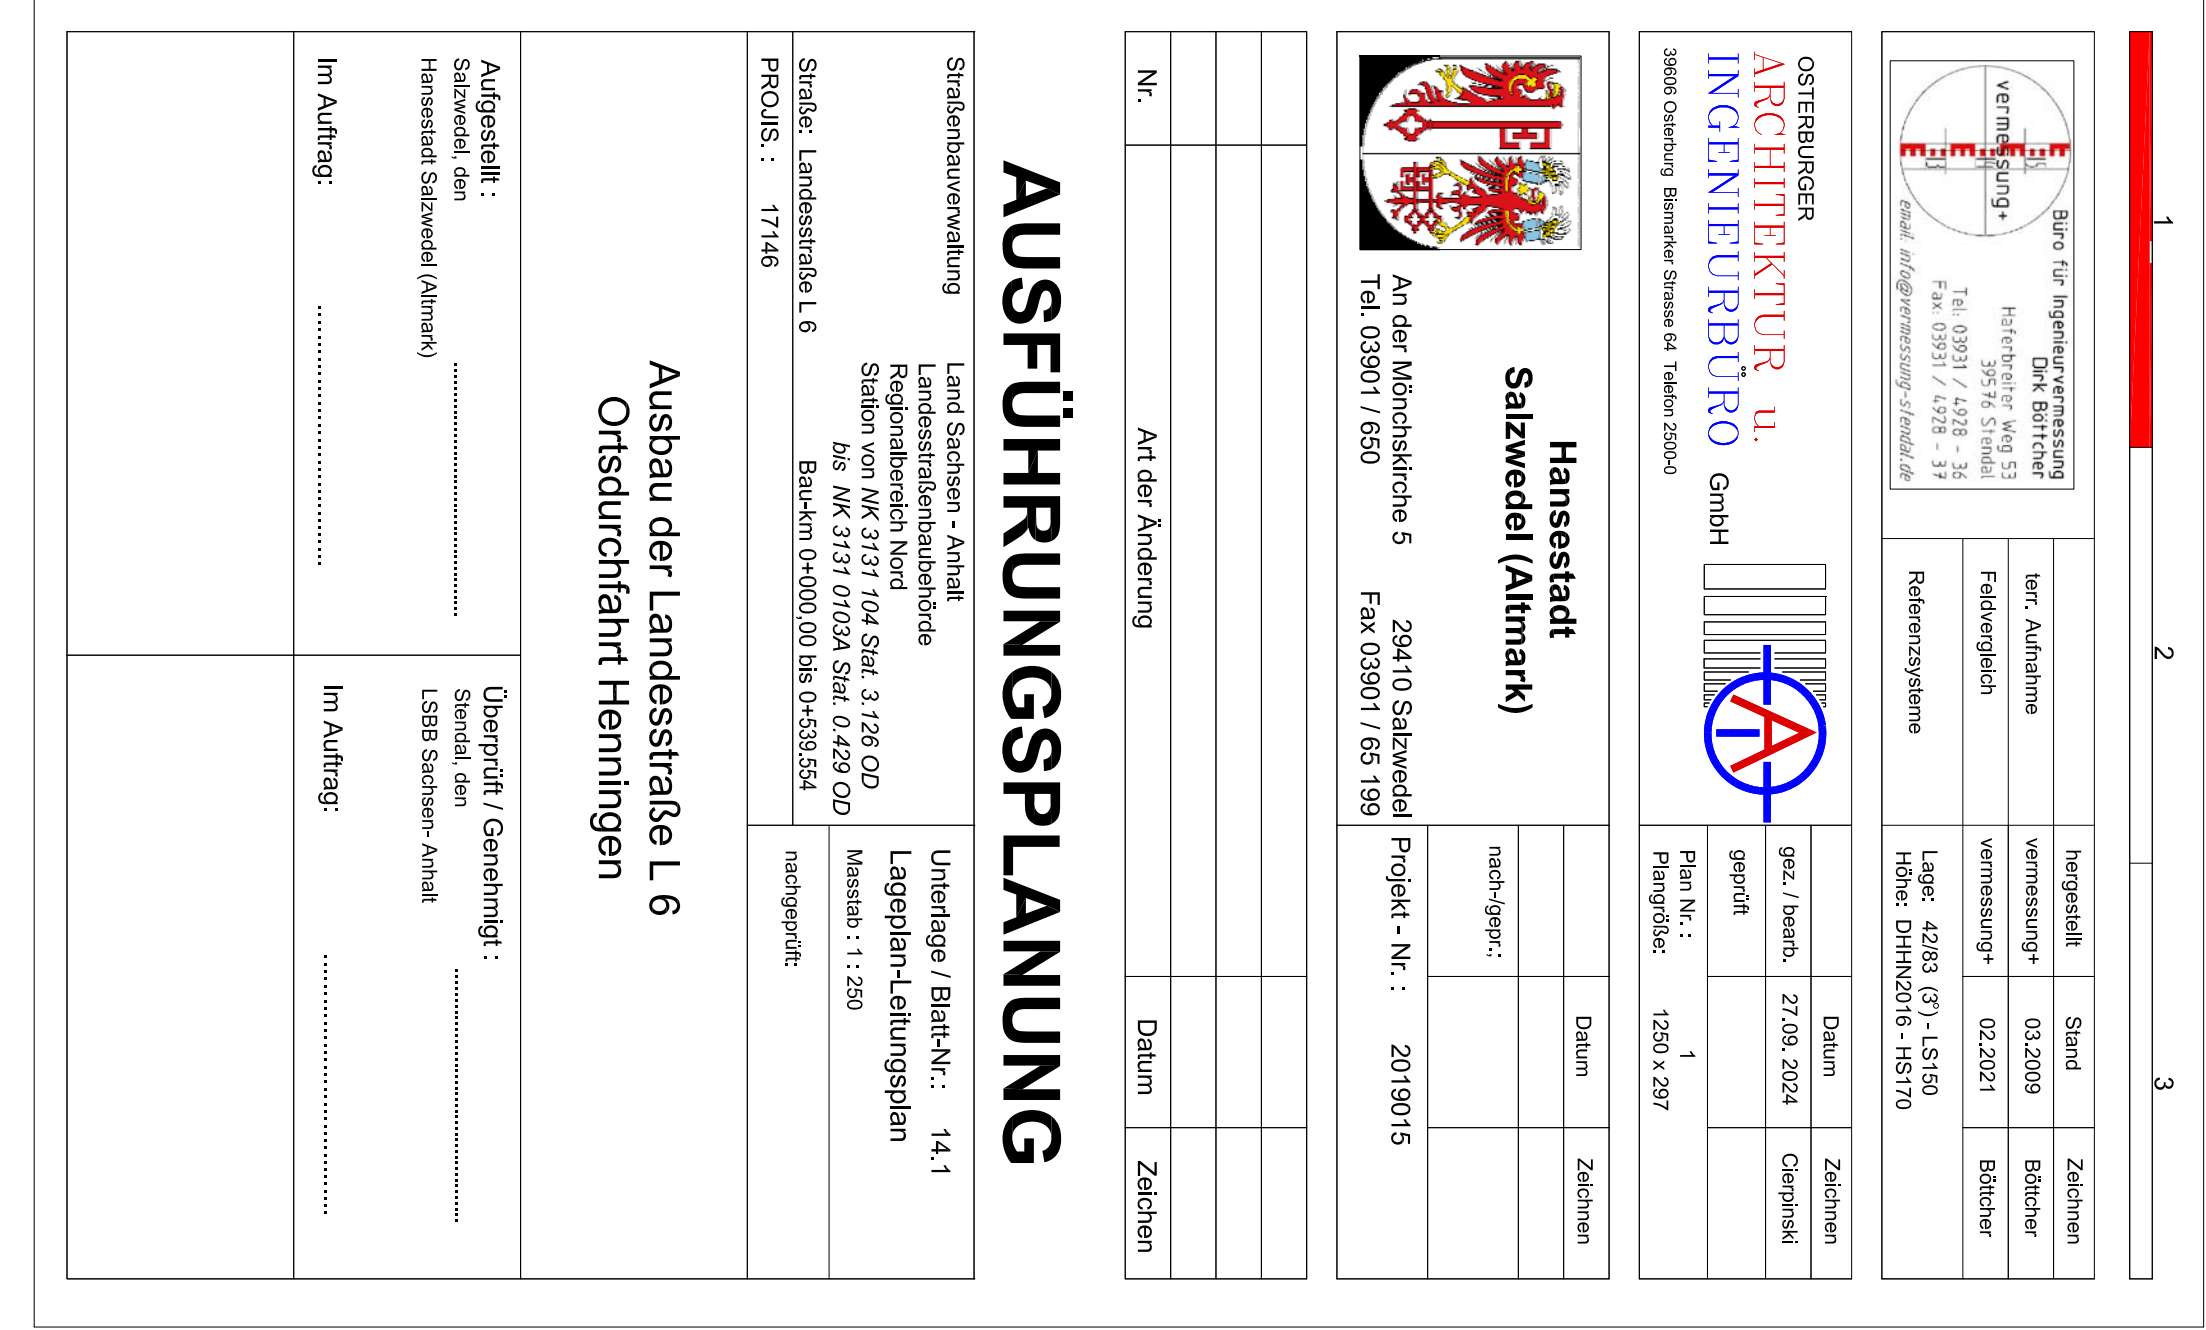 1 2 3
vermessung+
Büro für Ingenieurvermessung
Dirk Böttcher
Haferbreiter Weg 53
39576 Stendal
Tel: 03931 / 4928 - 36
Fax: 03931 / 4928 - 37
email: info@vermessung-stendal.de
hergestellt Stand Zeichnen
terr. Aufnahme vermessung+ 03.2009 Böttcher
Feldvergleich vermessung+ 02.2021 Böttcher
Referenzsysteme
Lage: 42/83 (3°) - LS150
Höhe: DHHN2016 - HS170
OSTERBURGER
ARCHITEKTUR u.
INGENIEURBÜRO GmbH
39606 Osterburg Bismarker Strasse 64 Telefon 2500-0
Datum Zeichnen
gez. / bearb. 27.09. 2024 Cierpinski
geprüft
Plan Nr. : 1
Plangröße: 1250 x 297
Hansestadt
Salzwedel (Altmark)
An der Mönchskirche 5 29410 Salzwedel
Tel. 03901 / 650 Fax 03901 / 65 199
Datum Zeichnen
nach-/gepr.;
Projekt - Nr. : 2019015
Nr. Art der Änderung Datum Zeichen
AUSFÜHRUNGSPLANUNG
Straßenbauverwaltung Land Sachsen - Anhalt
Landesstraßenbaubehörde
Regionalbereich Nord
Station von NK 3131 104 Stat. 3.126 OD
bis NK 3131 0103A Stat. 0.429 OD
Straße: Landesstraße L 6 Bau-km 0+000,00 bis 0+539.554
PROJIS. : 17146
Unterlage / Blatt-Nr.: 14.1
Lageplan-Leitungsplan
Masstab : 1 : 250
nachgeprüft:
Ausbau der Landesstraße L 6
Ortsdurchfahrt Henningen
Aufgestellt :
Salzwedel, den ........................
Hansestadt Salzwedel (Altmark)
Im Auftrag: ........................
Überprüft / Genehmigt :
Stendal, den ........................
LSBB Sachsen- Anhalt
Im Auftrag: ........................